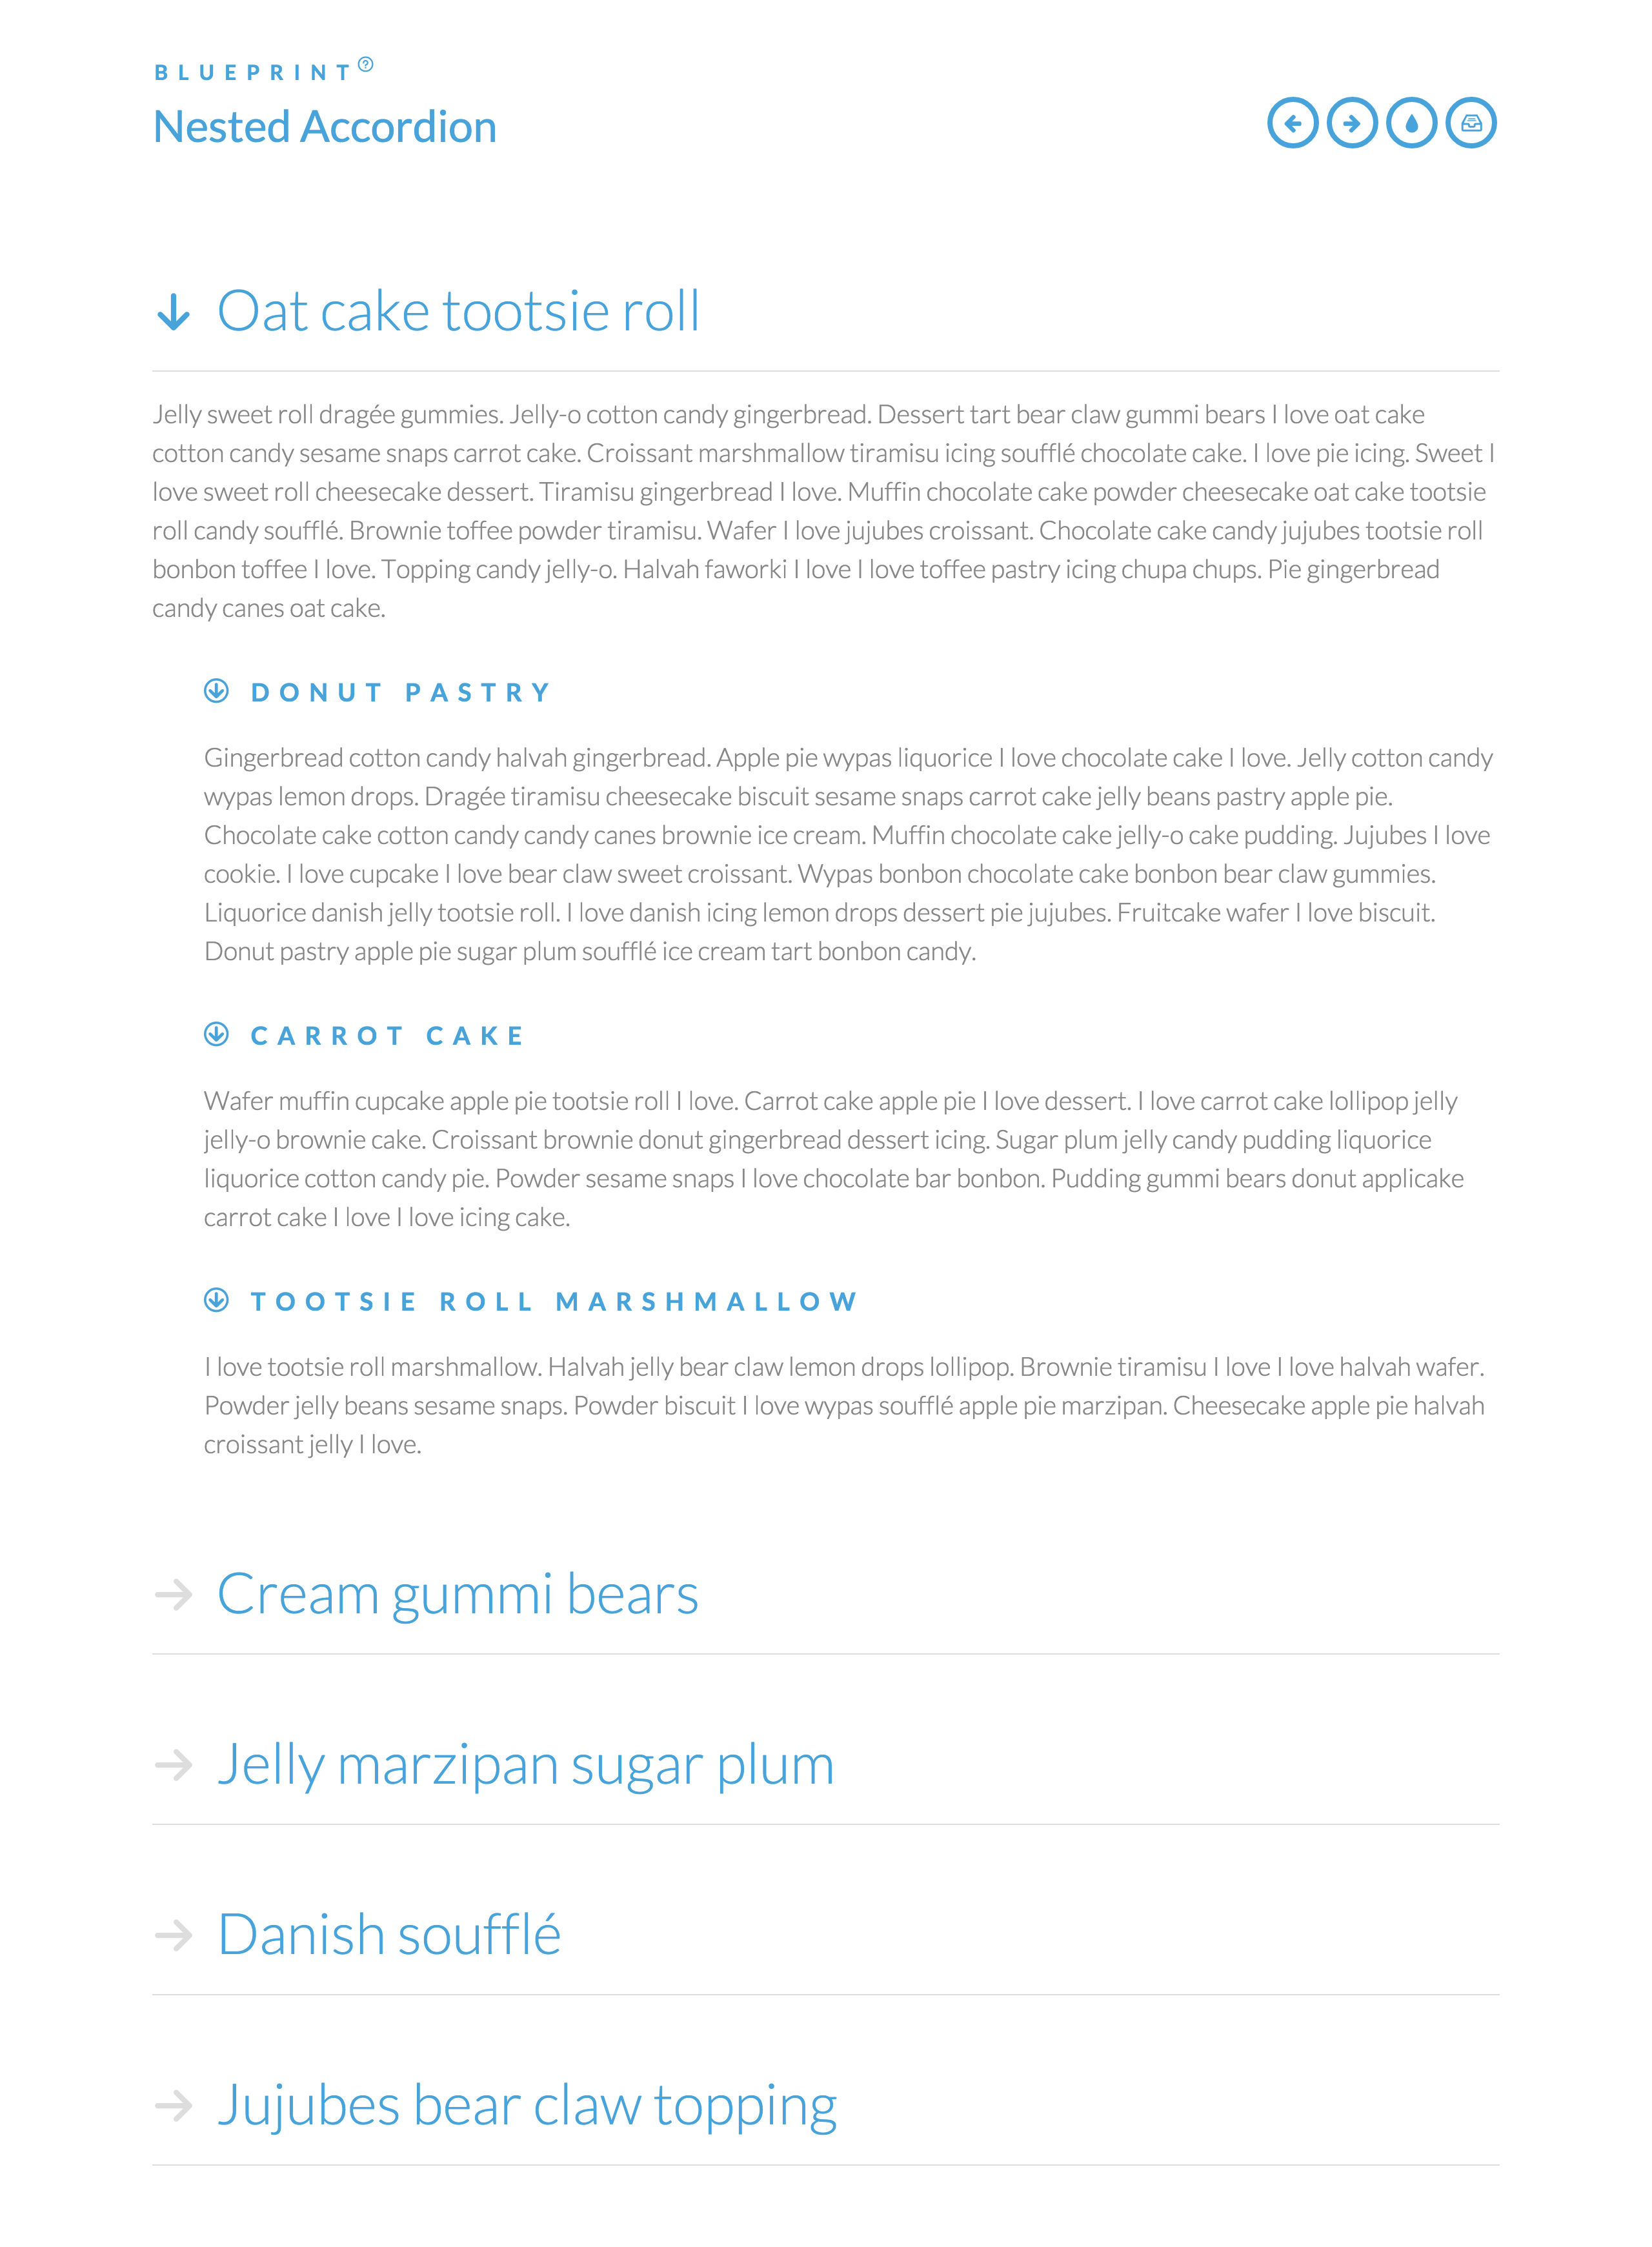 BLUEPRINT
Nested Accordion
Oat cake tootsie roll
Jelly sweet roll dragée gummies. Jelly-o cotton candy gingerbread. Dessert tart bear claw gummi bears I love oat cake
cotton candy sesame snaps carrot cake. Croissant marshmallow tiramisu icing soufflé chocolate cake. I love pie icing. Sweet I
love sweet roll cheesecake dessert. Tiramisu gingerbread I love. Muffin chocolate cake powder cheesecake oat cake tootsie
roll candy soufflé. Brownie toffee powder tiramisu. Wafer I love jujubes croissant. Chocolate cake candy jujubes tootsie roll
bonbon toffee I love. Topping candy jelly-o. Halvah faworki I love I love toffee pastry icing chupa chups. Pie gingerbread
candy canes oat cake.
DONUT PASTRY
Gingerbread cotton candy halvah gingerbread. Apple pie wypas liquorice I love chocolate cake I love. Jelly cotton candy
wypas lemon drops. Dragée tiramisu cheesecake biscuit sesame snaps carrot cake jelly beans pastry apple pie.
Chocolate cake cotton candy candy canes brownie ice cream. Muffin chocolate cake jelly-o cake pudding. Jujubes I love
cookie. I love cupcake I love bear claw sweet croissant. Wypas bonbon chocolate cake bonbon bear claw gummies.
Liquorice danish jelly tootsie roll. I love danish icing lemon drops dessert pie jujubes. Fruitcake wafer I love biscuit.
Donut pastry apple pie sugar plum soufflé ice cream tart bonbon candy.
CARROT CAKE
Wafer muffin cupcake apple pie tootsie roll I love. Carrot cake apple pie I love dessert. I love carrot cake lollipop jelly
jelly-o brownie cake. Croissant brownie donut gingerbread dessert icing. Sugar plum jelly candy pudding liquorice
liquorice cotton candy pie. Powder sesame snaps I love chocolate bar bonbon. Pudding gummi bears donut applicake
carrot cake I love I love icing cake.
TOOTSIE ROLL MARSHMALLOW
I love tootsie roll marshmallow. Halvah jelly bear claw lemon drops lollipop. Brownie tiramisu I love I love halvah wafer.
Powder jelly beans sesame snaps. Powder biscuit I love wypas soufflé apple pie marzipan. Cheesecake apple pie halvah
croissant jelly I love.
Cream gummi bears
Jelly marzipan sugar plum
Danish soufflé
Jujubes bear claw topping